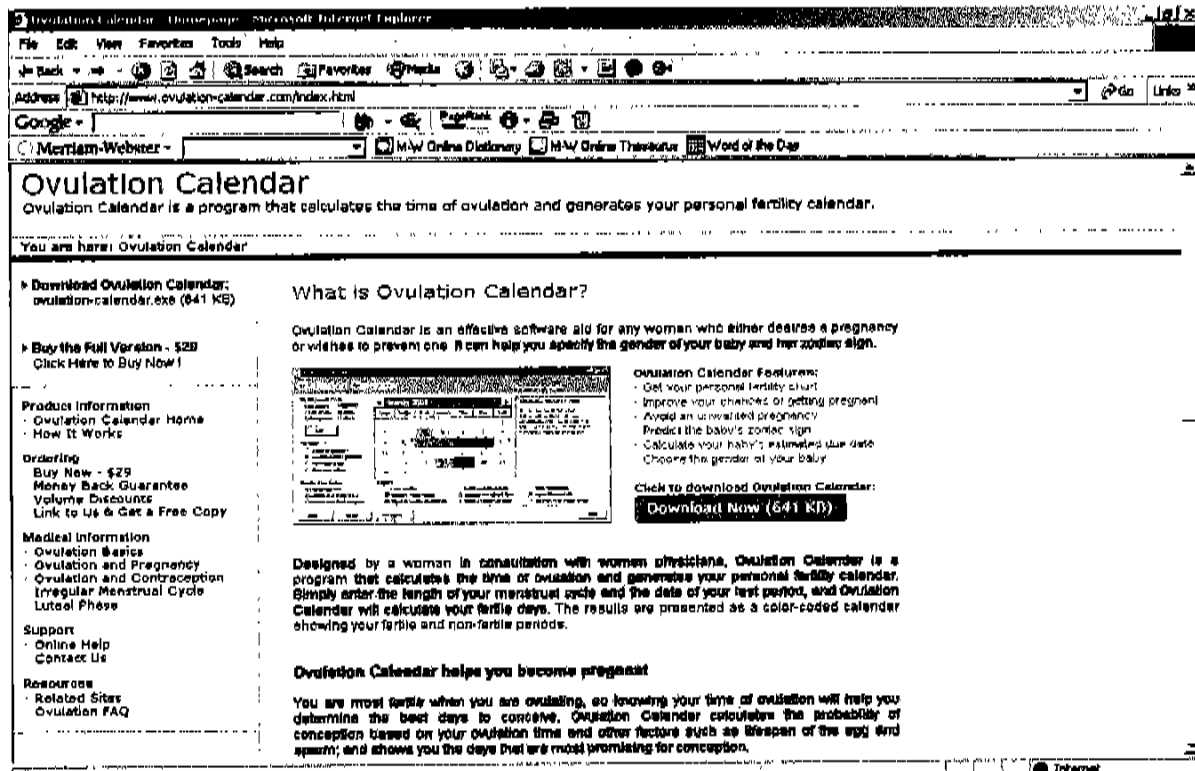 Ovulation Calendar - Homepage - Microsoft Internet Explorer
File Edit View Favorites Tools Help
Back Search Favorites Media
Address http://www.ovulation-calendar.com/index.html Go Links »
Google - PageRank
Merriam-Webster - M-W Online Dictionary M-W Online Thesaurus Word of the Day
Ovulation Calendar
Ovulation Calendar is a program that calculates the time of ovulation and generates your personal fertility calendar.
You are here: Ovulation Calendar
Download Ovulation Calendar:
ovulation-calendar.exe (641 KB)
Buy the Full Version - $29
Click Here to Buy Now!
Product Information
· Ovulation Calendar Home
· How It Works
Ordering
Buy Now - $29
Money Back Guarantee
Volume Discounts
Link to Us & Get a Free Copy
Medical Information
· Ovulation Basics
· Ovulation and Pregnancy
· Ovulation and Contraception
Irregular Menstrual Cycle
Luteal Phase
Support
· Online Help
Contact Us
Resources
· Related Sites
Ovulation FAQ
What is Ovulation Calendar?
Ovulation Calendar is an effective software aid for any woman who either desires a pregnancy
or wishes to prevent one. It can help you specify the gender of your baby and her zodiac sign.
Ovulation Calendar Features:
· Get your personal fertility chart
· Improve your chances of getting pregnant
· Avoid an unwanted pregnancy
Predict the baby's zodiac sign
· Calculate your baby's estimated due date
Choose the gender of your baby
Click to download Ovulation Calendar:
Download Now (641 KB)
Designed by a woman in consultation with women physicians, Ovulation Calendar is a
program that calculates the time of ovulation and generates your personal fertility calendar.
Simply enter the length of your menstrual cycle and the date of your last period, and Ovulation
Calendar will calculate your fertile days. The results are presented as a color-coded calendar
showing your fertile and non-fertile periods.
Ovulation Calendar helps you become pregnant
You are most fertile when you are ovulating, so knowing your time of ovulation will help you
determine the best days to conceive. Ovulation Calendar calculates the probability of
conception based on your ovulation time and other factors such as lifespan of the egg and
sperm; and shows you the days that are most promising for conception.
Internet